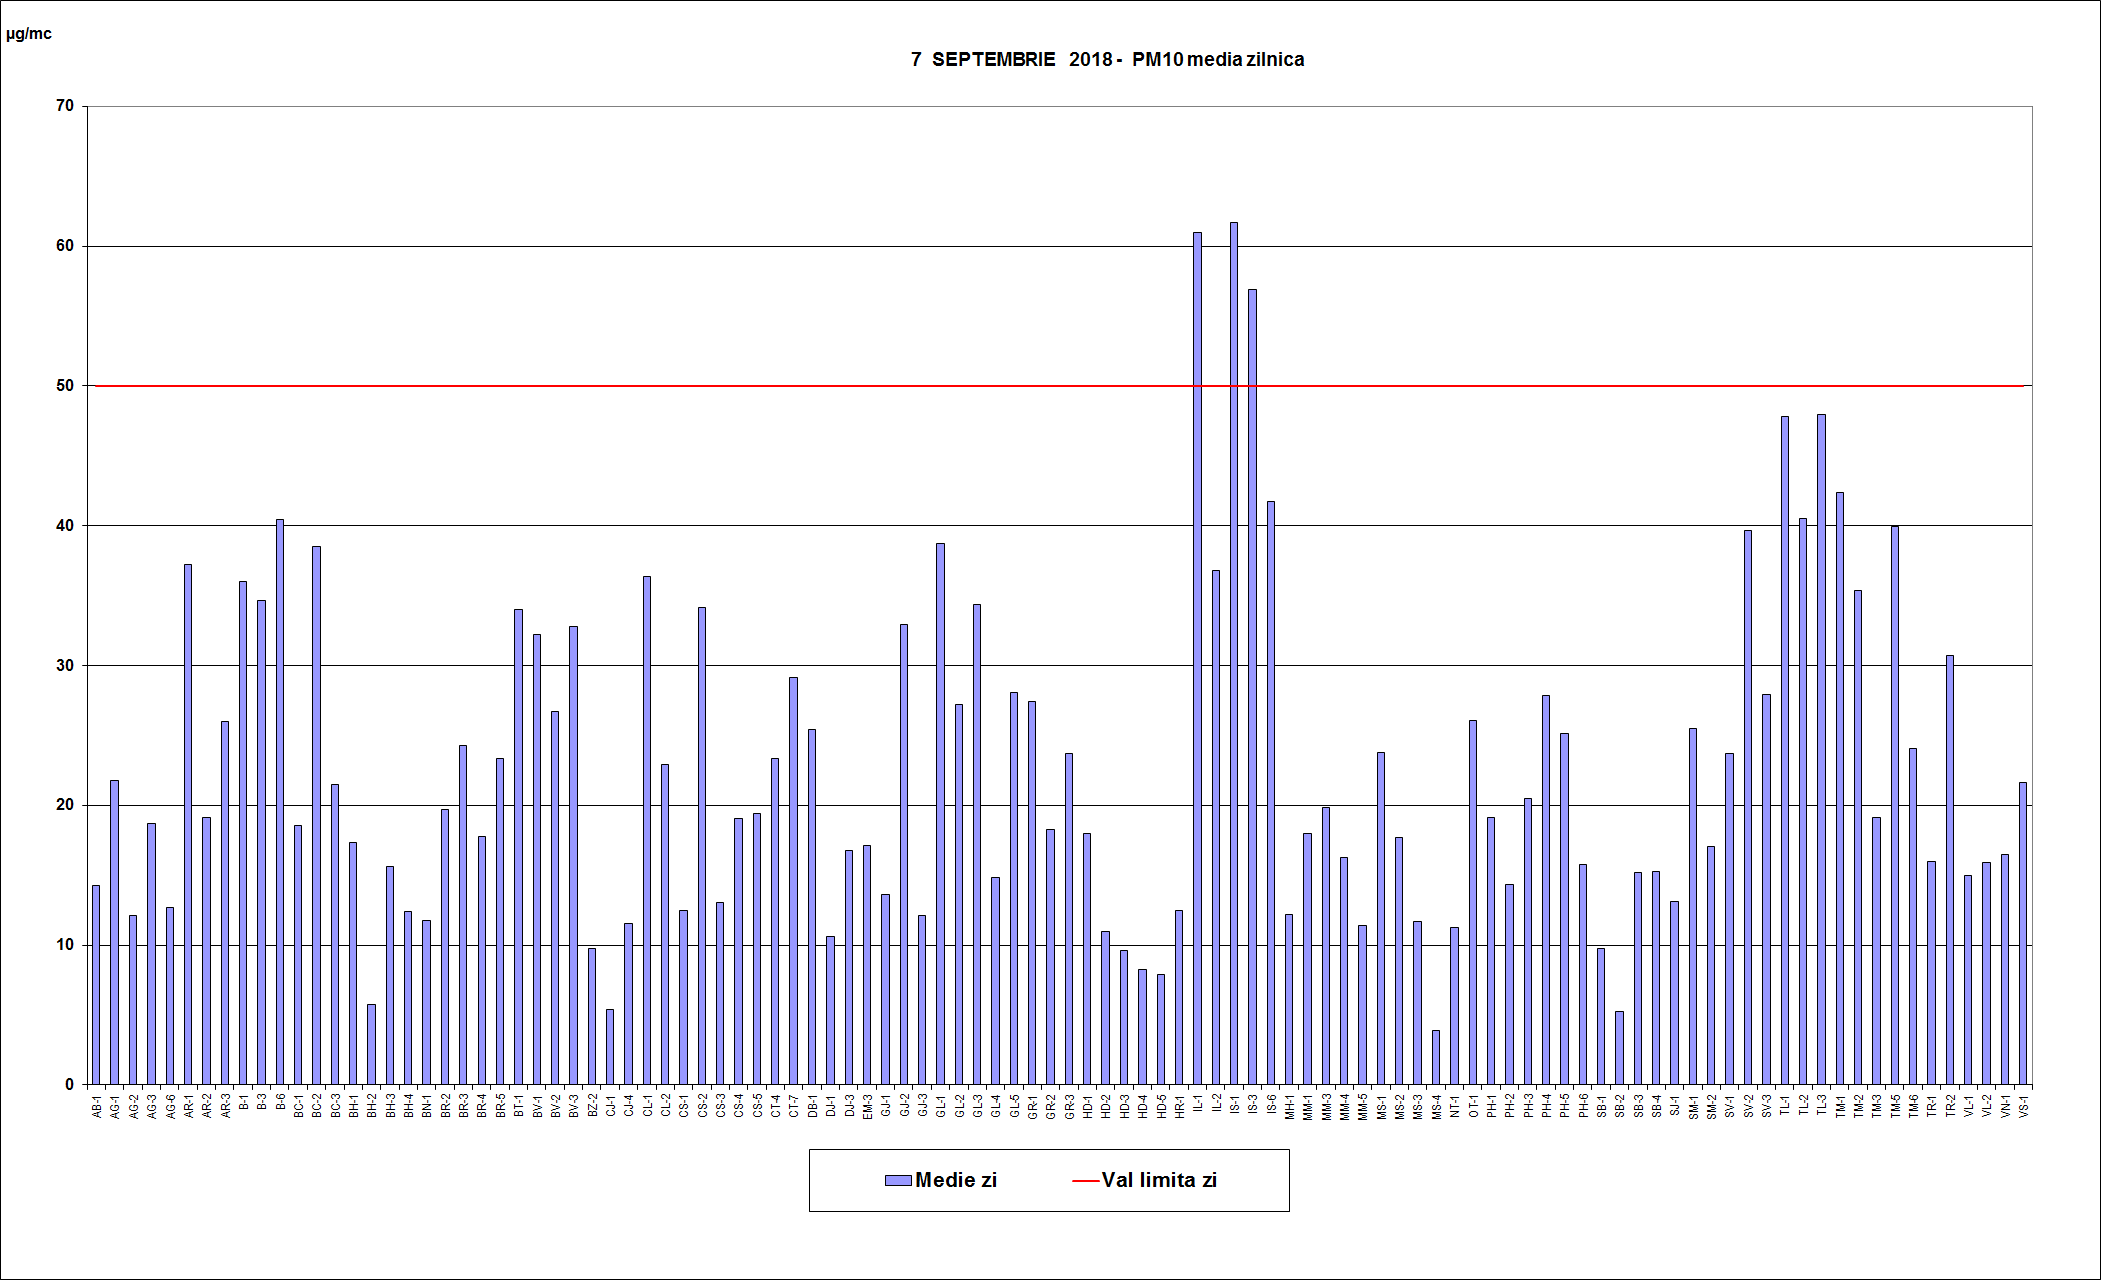 µg/mc
7 SEPTEMBRIE 2018 - PM10 media zilnica
70
60
50
40
30
20
10
0
AB-1 AG-1 AG-2 AG-3 AG-6 AR-1 AR-2 AR-3 B-1 B-3 B-6 BC-1 BC-2 BC-3 BH-1 BH-2 BH-3 BH-4 BN-1 BR-2 BR-3 BR-4 BR-5 BT-1 BV-1 BV-2 BV-3 BZ-2 CJ-1 CJ-4 CL-1 CL-2 CS-1 CS-2 CS-3 CS-4 CS-5 CT-4 CT-7 DB-1 DJ-1 DJ-3 EM-3 GJ-1 GJ-2 GJ-3 GL-1 GL-2 GL-3 GL-4 GL-5 GR-1 GR-2 GR-3 HD-1 HD-2 HD-3 HD-4 HD-5 HR-1 IL-1 IL-2 IS-1 IS-3 IS-6 MH-1 MM-1 MM-3 MM-4 MM-5 MS-1 MS-2 MS-3 MS-4 NT-1 OT-1 PH-1 PH-2 PH-3 PH-4 PH-5 PH-6 SB-1 SB-2 SB-3 SB-4 SJ-1 SM-1 SM-2 SV-1 SV-2 SV-3 TL-1 TL-2 TL-3 TM-1 TM-2 TM-3 TM-5 TM-6 TR-1 TR-2 VL-1 VL-2 VN-1 VS-1
Medie zi Val limita zi